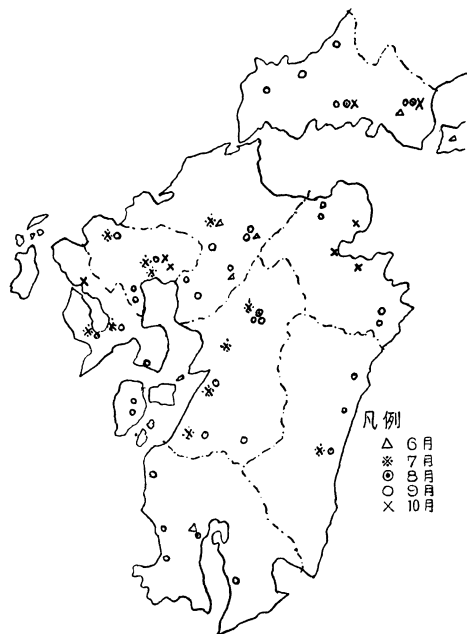 凡例
△ 6月
※ 7月
◉ 8月
○ 9月
× 10月